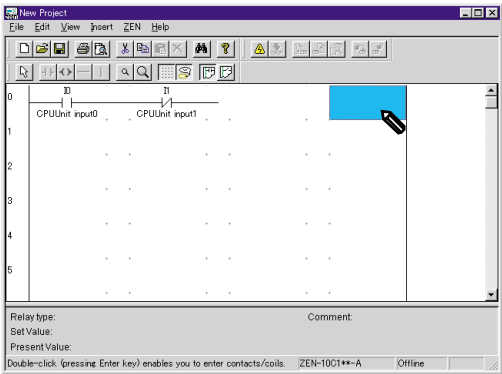 New Project
File Edit View Insert ZEN Help
0
I0 I1
CPUUnit input0 CPUUnit input1
1
2
3
4
5
Relay type: Comment:
Set Value:
Present Value:
Double-click (pressing Enter key) enables you to enter contacts/coils. ZEN-10C1**-A Offline